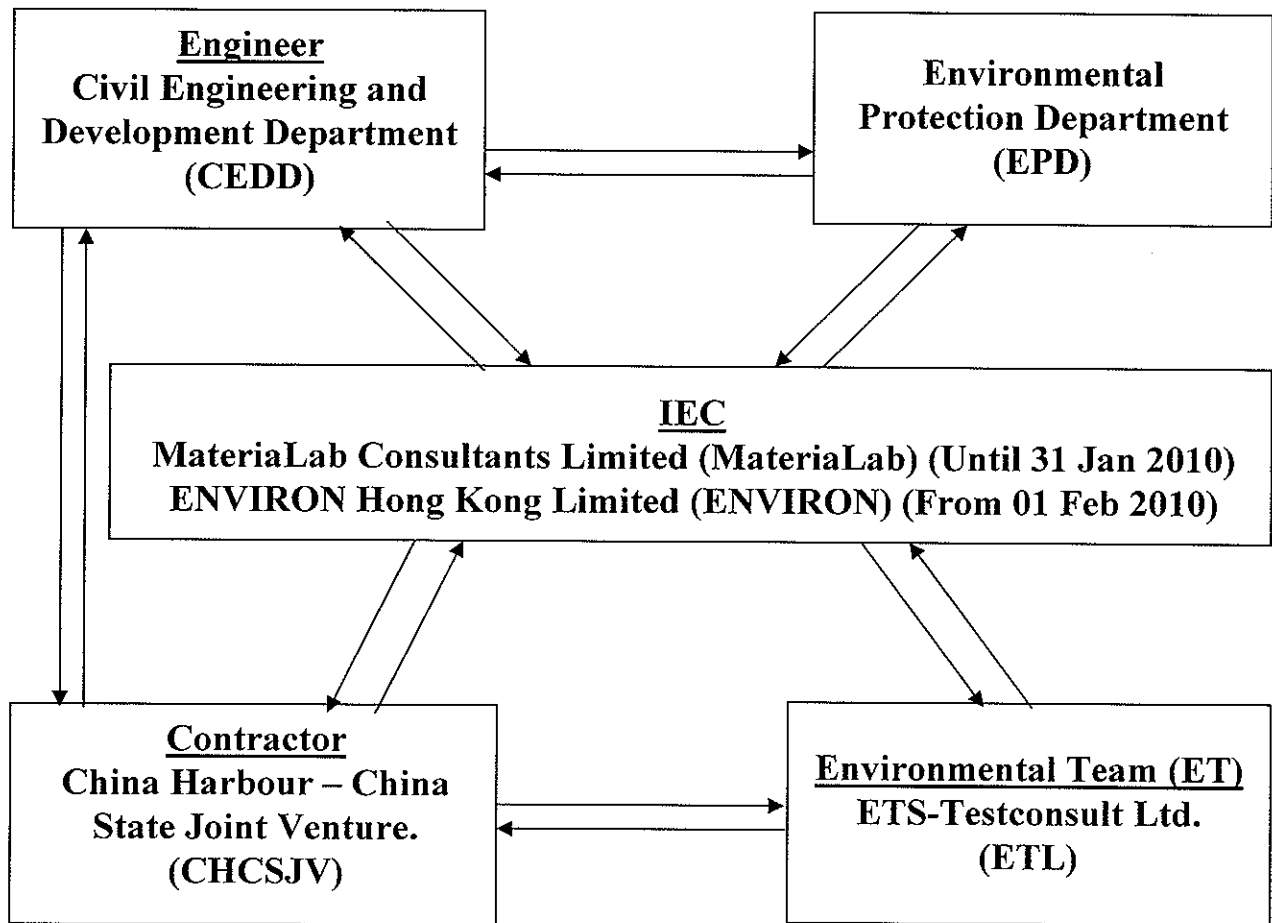 Engineer
Civil Engineering and
Development Department
(CEDD)
Environmental
Protection Department
(EPD)
IEC
MateriaLab Consultants Limited (MateriaLab) (Until 31 Jan 2010)
ENVIRON Hong Kong Limited (ENVIRON) (From 01 Feb 2010)
Contractor
China Harbour – China
State Joint Venture.
(CHCSJV)
Environmental Team (ET)
ETS-Testconsult Ltd.
(ETL)